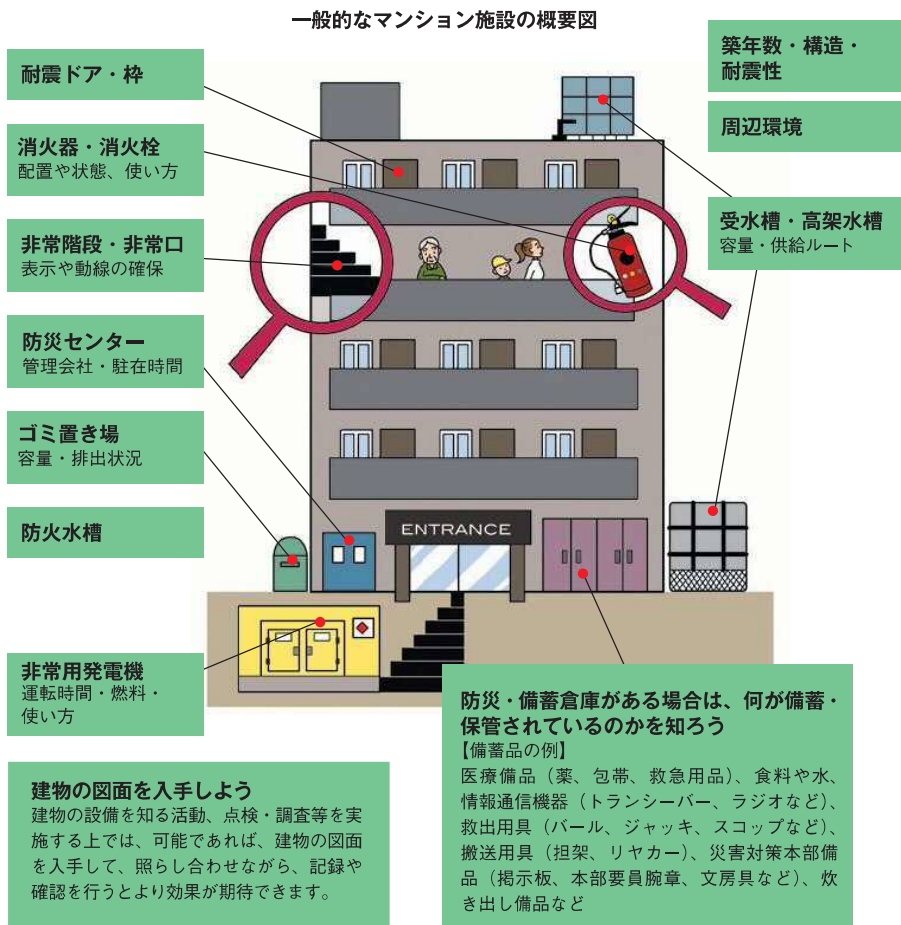 一般的なマンション施設の概要図
耐震ドア・枠
消火器・消火栓
配置や状態、使い方
非常階段・非常口
表示や動線の確保
防災センター
管理会社・駐在時間
ゴミ置き場
容量・排出状況
防火水槽
非常用発電機
運転時間・燃料・
使い方
築年数・構造・
耐震性
周辺環境
受水槽・高架水槽
容量・供給ルート
ENTRANCE
建物の図面を入手しよう
建物の設備を知る活動、点検・調査等を実
施する上では、可能であれば、建物の図面
を入手して、照らし合わせながら、記録や
確認を行うとより効果が期待できます。
防災・備蓄倉庫がある場合は、何が備蓄・
保管されているのかを知ろう
【備蓄品の例】
医療備品（薬、包帯、救急用品）、食料や水、
情報通信機器（トランシーバー、ラジオなど）、
救出用具（バール、ジャッキ、スコップなど）、
搬送用具（担架、リヤカー）、災害対策本部備
品（掲示板、本部要員腕章、文房具など）、炊
き出し備品など